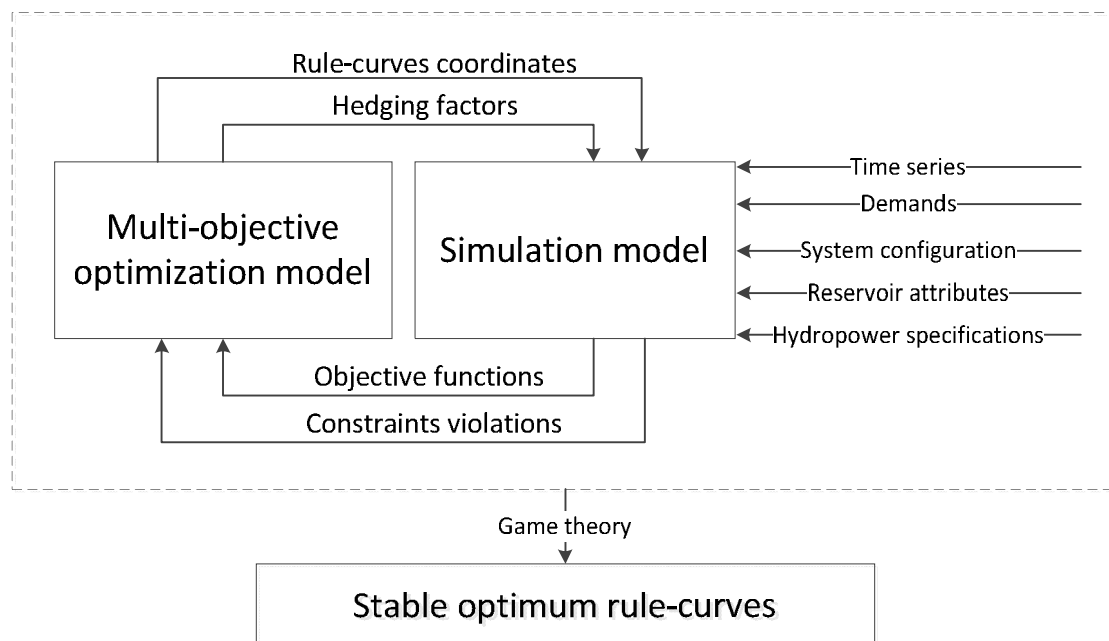 Rule-curves coordinates
Hedging factors
Multi-objective
optimization model
Simulation model
Time series
Demands
System configuration
Reservoir attributes
Hydropower specifications
Objective functions
Constraints violations
Game theory
Stable optimum rule-curves